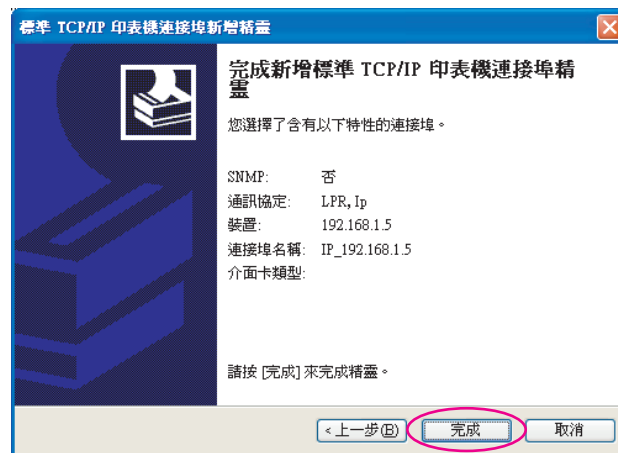 標準 TCP/IP 印表機連接埠新增精靈
完成新增標準 TCP/IP 印表機連接埠精
靈
您選擇了含有以下特性的連接埠。
SNMP: 否
通訊協定: LPR, Ip
裝置: 192.168.1.5
連接埠名稱: IP_192.168.1.5
介面卡類型:
請按 [完成] 來完成精靈。
< 上一步(B) 完成 取消